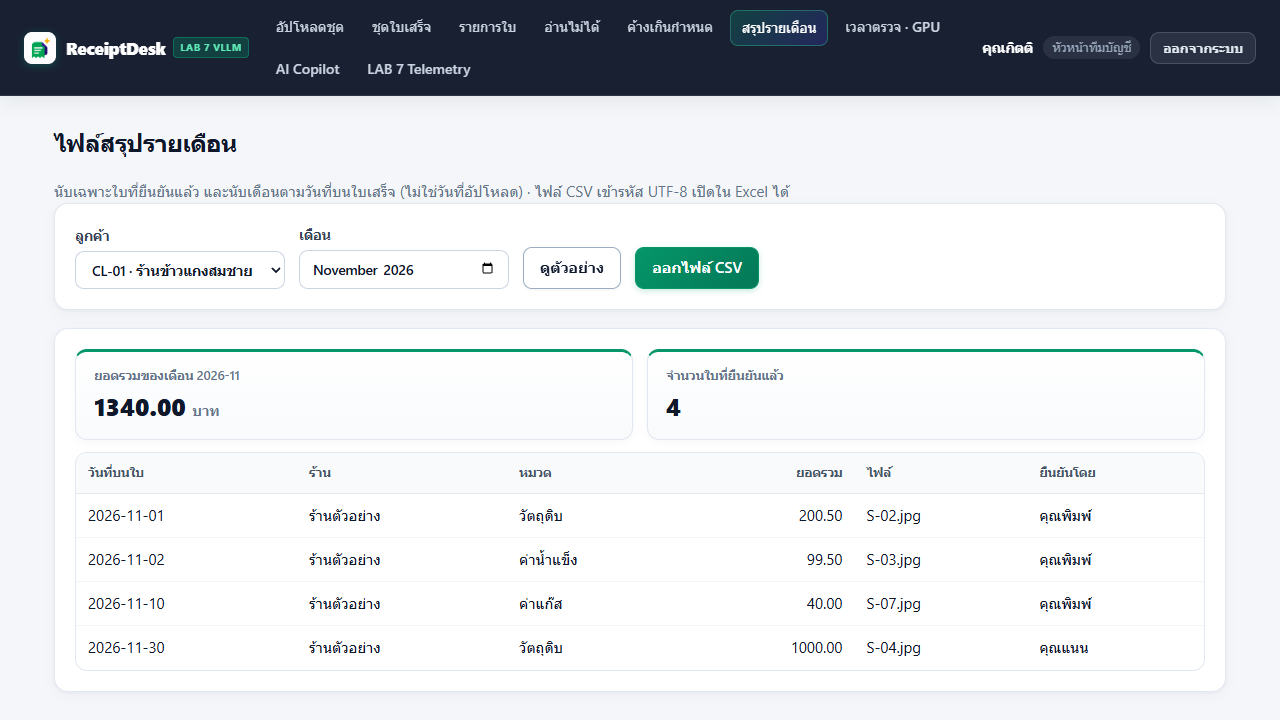 ReceiptDesk LAB 7 VLLM
อัปโหลดชุด ชุดใบเสร็จ รายการใบ อ่านไม่ได้ ค้างเกินกำหนด สรุปรายเดือน เวลาตรวจ · GPU
AI Copilot LAB 7 Telemetry
คุณกิตติ หัวหน้าทีมบัญชี ออกจากระบบ
ไฟล์สรุปรายเดือน
นับเฉพาะใบที่ยืนยันแล้ว และนับเดือนตามวันที่บนใบเสร็จ (ไม่ใช่วันที่อัปโหลด) · ไฟล์ CSV เข้ารหัส UTF-8 เปิดใน Excel ได้
ลูกค้า เดือน
CL-01 · ร้านข้าวแกงสมชาย November 2026 ดูตัวอย่าง ออกไฟล์ CSV
ยอดรวมของเดือน 2026-11 จำนวนใบที่ยืนยันแล้ว
1340.00 บาท 4
วันที่บนใบ ร้าน หมวด ยอดรวม ไฟล์ ยืนยันโดย
2026-11-01 ร้านตัวอย่าง วัตถุดิบ 200.50 S-02.jpg คุณพิมพ์
2026-11-02 ร้านตัวอย่าง ค่าน้ำแข็ง 99.50 S-03.jpg คุณพิมพ์
2026-11-10 ร้านตัวอย่าง ค่าแก๊ส 40.00 S-07.jpg คุณพิมพ์
2026-11-30 ร้านตัวอย่าง วัตถุดิบ 1000.00 S-04.jpg คุณแนน